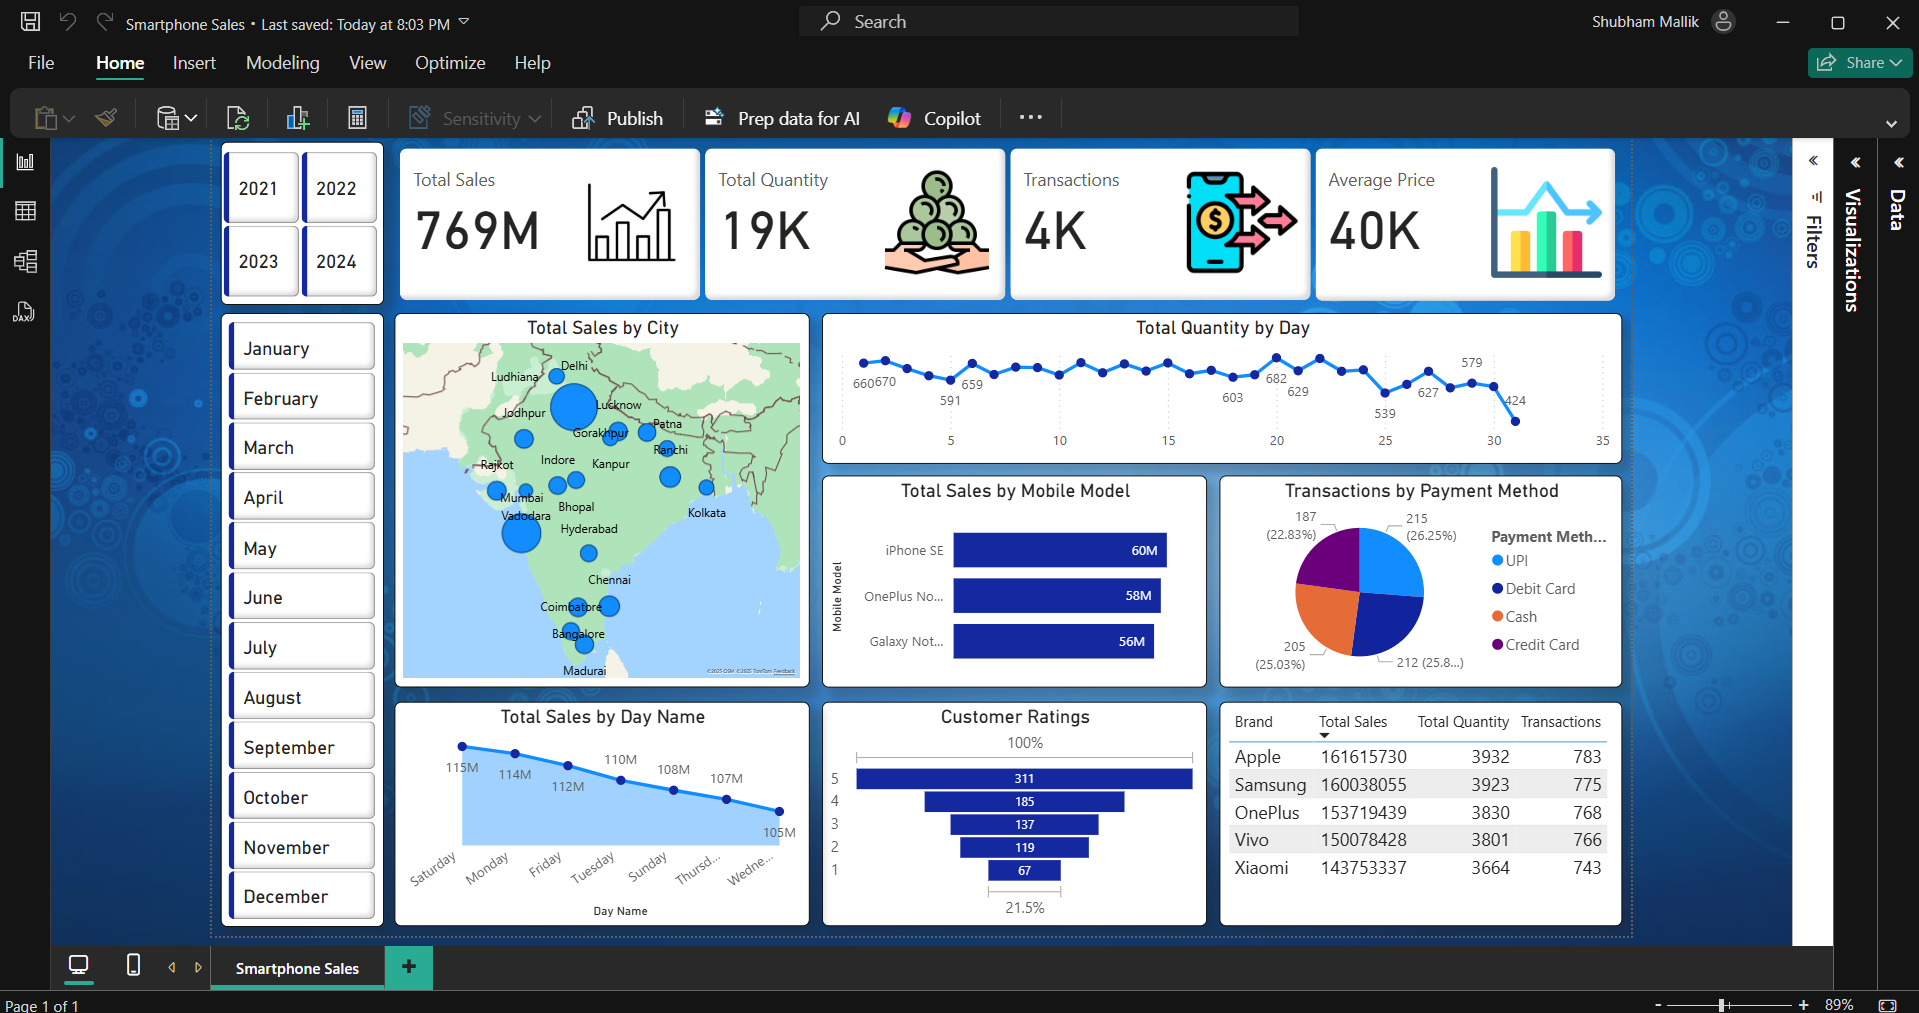 Smartphone Sales • Last saved: Today at 8:03 PM
Search
Shubham Mallik
File
Home
Insert
Modeling
View
Optimize
Help
Share
Sensitivity
Publish
Prep data for AI
Copilot
DAX
2021
2022
2023
2024
Total Sales
769M
Total Quantity
19K
Transactions
4K
Average Price
40K
Filters
Visualizations
Data
January
February
March
April
May
June
July
August
September
October
November
December
Total Sales by City
Delhi
Ludhiana
Lucknow
Jodhpur
Patna
Gorakhpur
Ranchi
Indore
Kanpur
Rajkot
Mumbai
Bhopal
Kolkata
Vadodara
Hyderabad
Chennai
Coimbatore
Bangalore
Madurai
©2025 OSM ©2025 TomTom Feedback
Total Quantity by Day
660
670
591
659
603
682
629
539
627
579
424
0
5
10
15
20
25
30
35
Total Sales by Mobile Model
Mobile Model
iPhone SE
60M
OnePlus No...
58M
Galaxy Not...
56M
Transactions by Payment Method
187
(22.83%)
215
(26.25%)
205
(25.03%)
212 (25.8...)
Payment Meth...
UPI
Debit Card
Cash
Credit Card
Total Sales by Day Name
115M
114M
112M
110M
108M
107M
105M
Saturday
Monday
Friday
Tuesday
Sunday
Thursd...
Wedne...
Day Name
Customer Ratings
100%
5
311
4
185
3
137
2
119
1
67
21.5%
Brand Total Sales Total Quantity Transactions
Apple 161615730 3932 783
Samsung 160038055 3923 775
OnePlus 153719439 3830 768
Vivo 150078428 3801 766
Xiaomi 143753337 3664 743
Smartphone Sales
+
Page 1 of 1
- + 89%